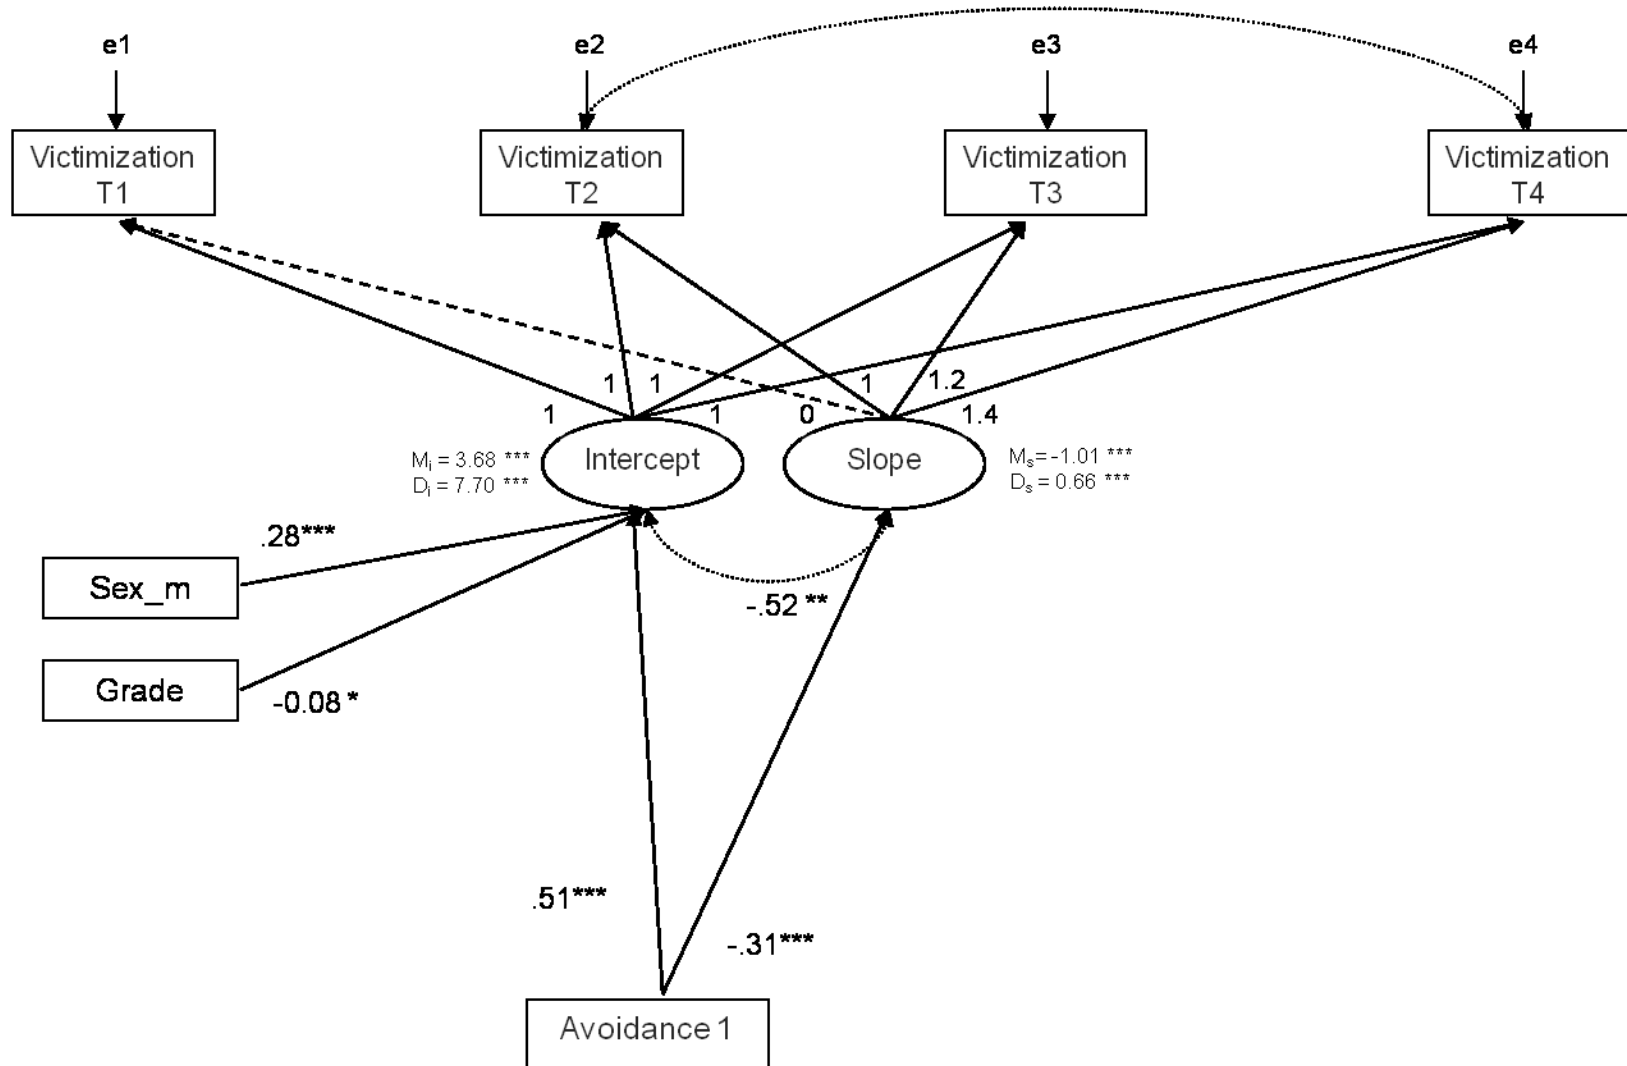 e1
e2
e3
e4
Victimization
T1
Victimization
T2
Victimization
T3
Victimization
T4
1
1
1
1
0
1
1.2
1.4
Intercept
Slope
Mi = 3.68 ***
Di = 7.70 ***
Ms= -1.01 ***
Ds = 0.66 ***
.28***
Sex_m
-.52 **
Grade
-0.08 *
.51***
-.31***
Avoidance 1